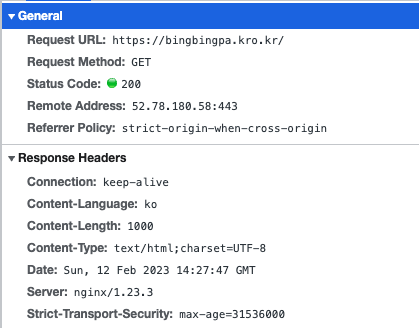 General
Request URL: https://bingbingpa.kro.kr/
Request Method: GET
Status Code: 200
Remote Address: 52.78.180.58:443
Referrer Policy: strict-origin-when-cross-origin
Response Headers
Connection: keep-alive
Content-Language: ko
Content-Length: 1000
Content-Type: text/html;charset=UTF-8
Date: Sun, 12 Feb 2023 14:27:47 GMT
Server: nginx/1.23.3
Strict-Transport-Security: max-age=31536000